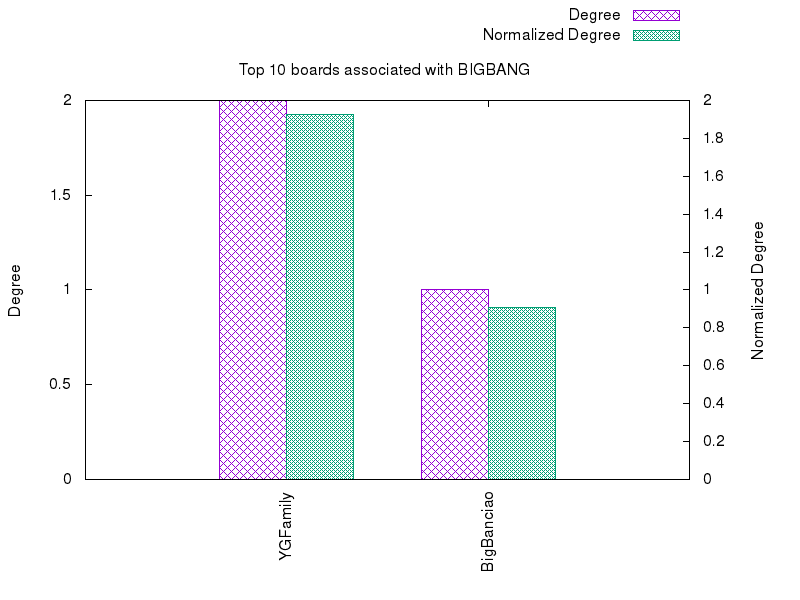 Degree
Normalized Degree
Top 10 boards associated with BIGBANG
2
1.5
1
0.5
0
Degree
2
1.8
1.6
1.4
1.2
1
0.8
0.6
0.4
0.2
0
Normalized Degree
YGFamily
BigBanciao